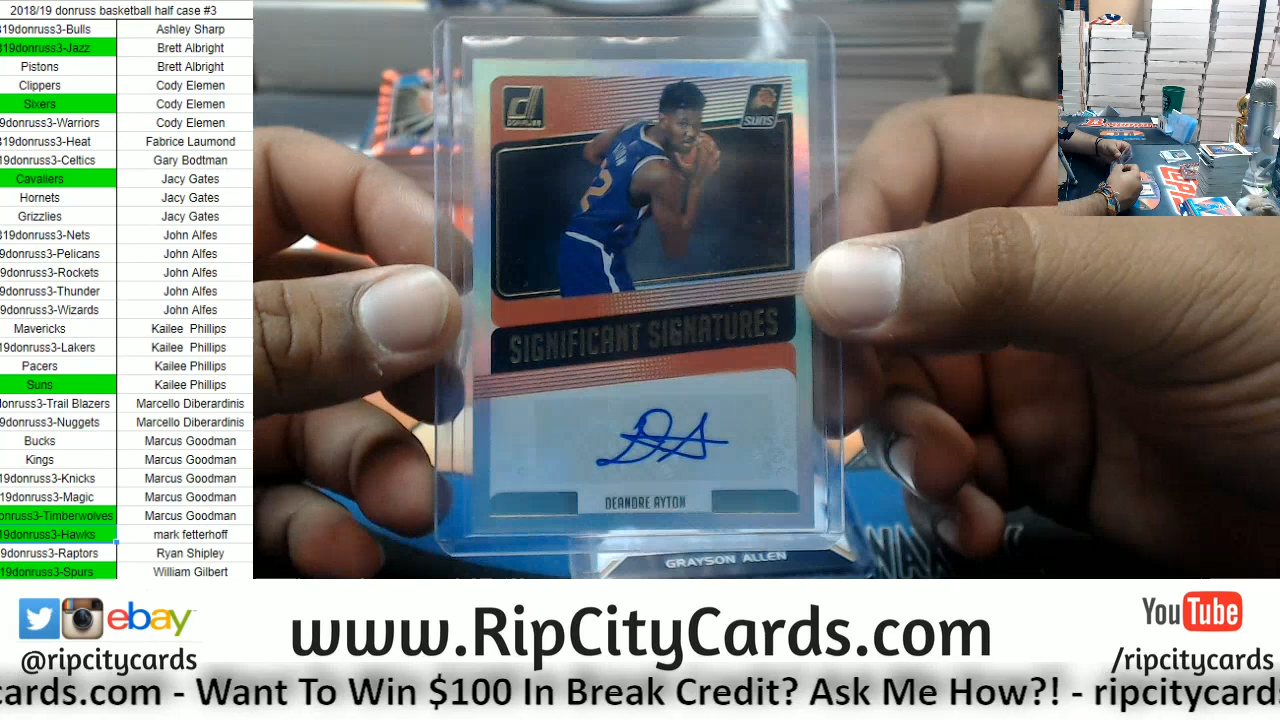 2018/19 donruss basketball half case #3
19donruss3-Bulls Ashley Sharp
19donruss3-Jazz Brett Albright
Pistons Brett Albright
Clippers Cody Elemen
Sixers Cody Elemen
9donruss3-Warriors Cody Elemen
19donruss3-Heat Fabrice Laumond
19donruss3-Celtics Gary Bodtman
Cavaliers Jacy Gates
Hornets Jacy Gates
Grizzlies Jacy Gates
319donruss3-Nets John Alfes
9donruss3-Pelicans John Alfes
9donruss3-Rockets John Alfes
9donruss3-Thunder John Alfes
9donruss3-Wizards John Alfes
Mavericks Kailee Phillips
19donruss3-Lakers Kailee Phillips
Pacers Kailee Phillips
Suns Kailee Phillips
donruss3-Trail Blazers Marcello Diberardinis
9donruss3-Nuggets Marcello Diberardinis
Bucks Marcus Goodman
Kings Marcus Goodman
19donruss3-Knicks Marcus Goodman
19donruss3-Magic Marcus Goodman
onruss3-Timberwolves Marcus Goodman
19donruss3-Hawks mark fetterhoff
9donruss3-Raptors Ryan Shipley
19donruss3-Spurs William Gilbert
DONRUSS
SUNS
SIGNIFICANT SIGNATURES
DEANDRE AYTON
GRAYSON ALLEN
ebay
@ripcitycards
www.RipCityCards.com
YouTube
/ripcitycards
cards.com - Want To Win $100 In Break Credit? Ask Me How?! - ripcitycards